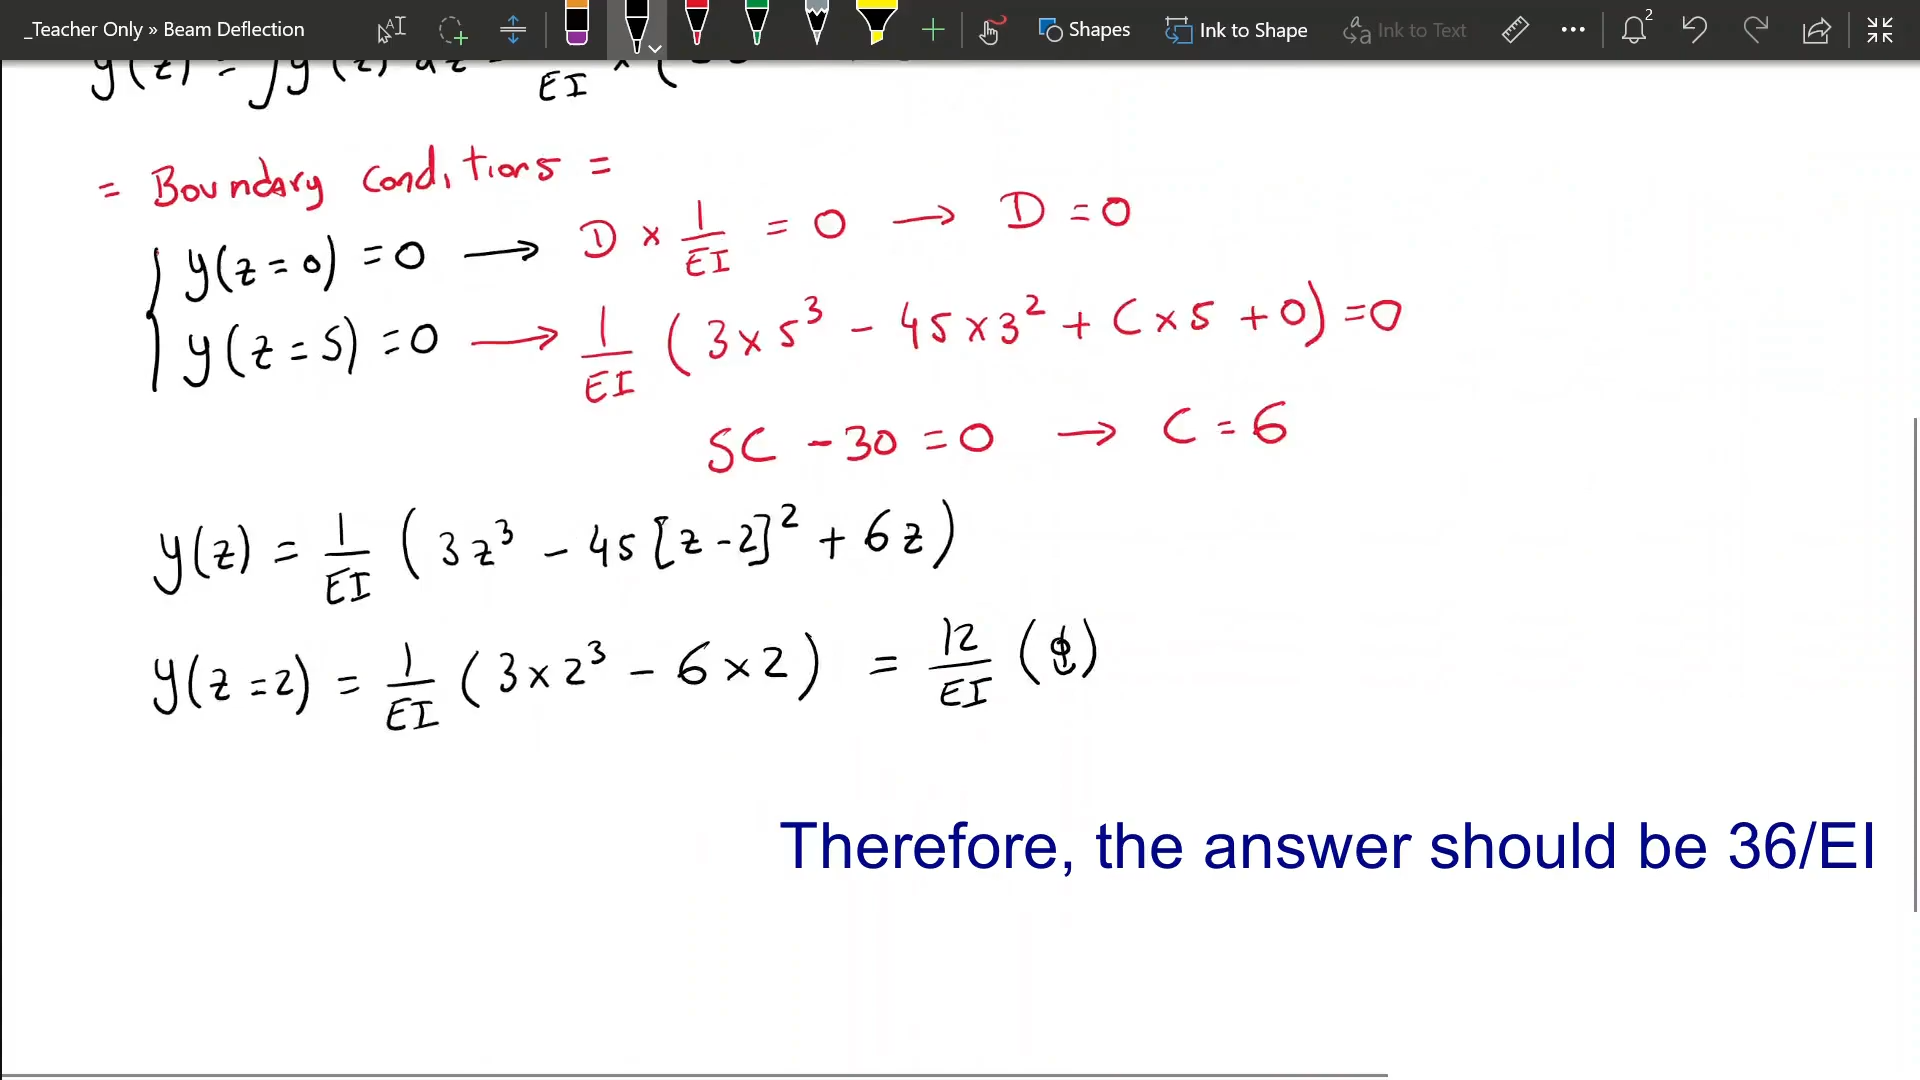 _Teacher Only » Beam Deflection
Shapes
Ink to Shape
Ink to Text
2
y(z) = ∫y'(z) dz
EI
= Boundary conditions =
y(z=0) =0 → D × 1/EI = 0 → D =0
y(z=5) =0 → 1/EI (3×5³ - 45×3² + C×5 +0) =0
5C -30 =0 → C = 6
y(z) = 1/EI (3z³ - 45[z-2]² + 6z)
y(z=2) = 1/EI (3×2³ - 6×2) = 12/EI
Therefore, the answer should be 36/EI